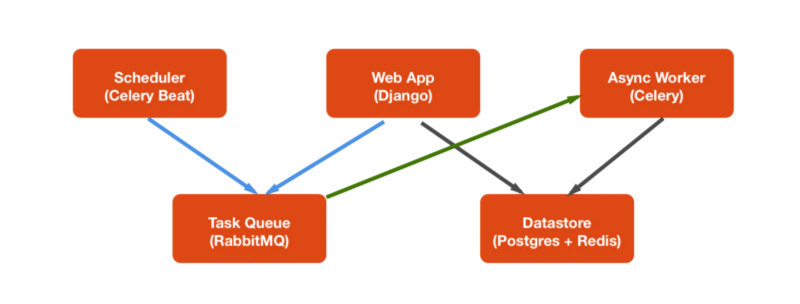 Scheduler
(Celery Beat)
Web App
(Django)
Async Worker
(Celery)
Task Queue
(RabbitMQ)
Datastore
(Postgres + Redis)